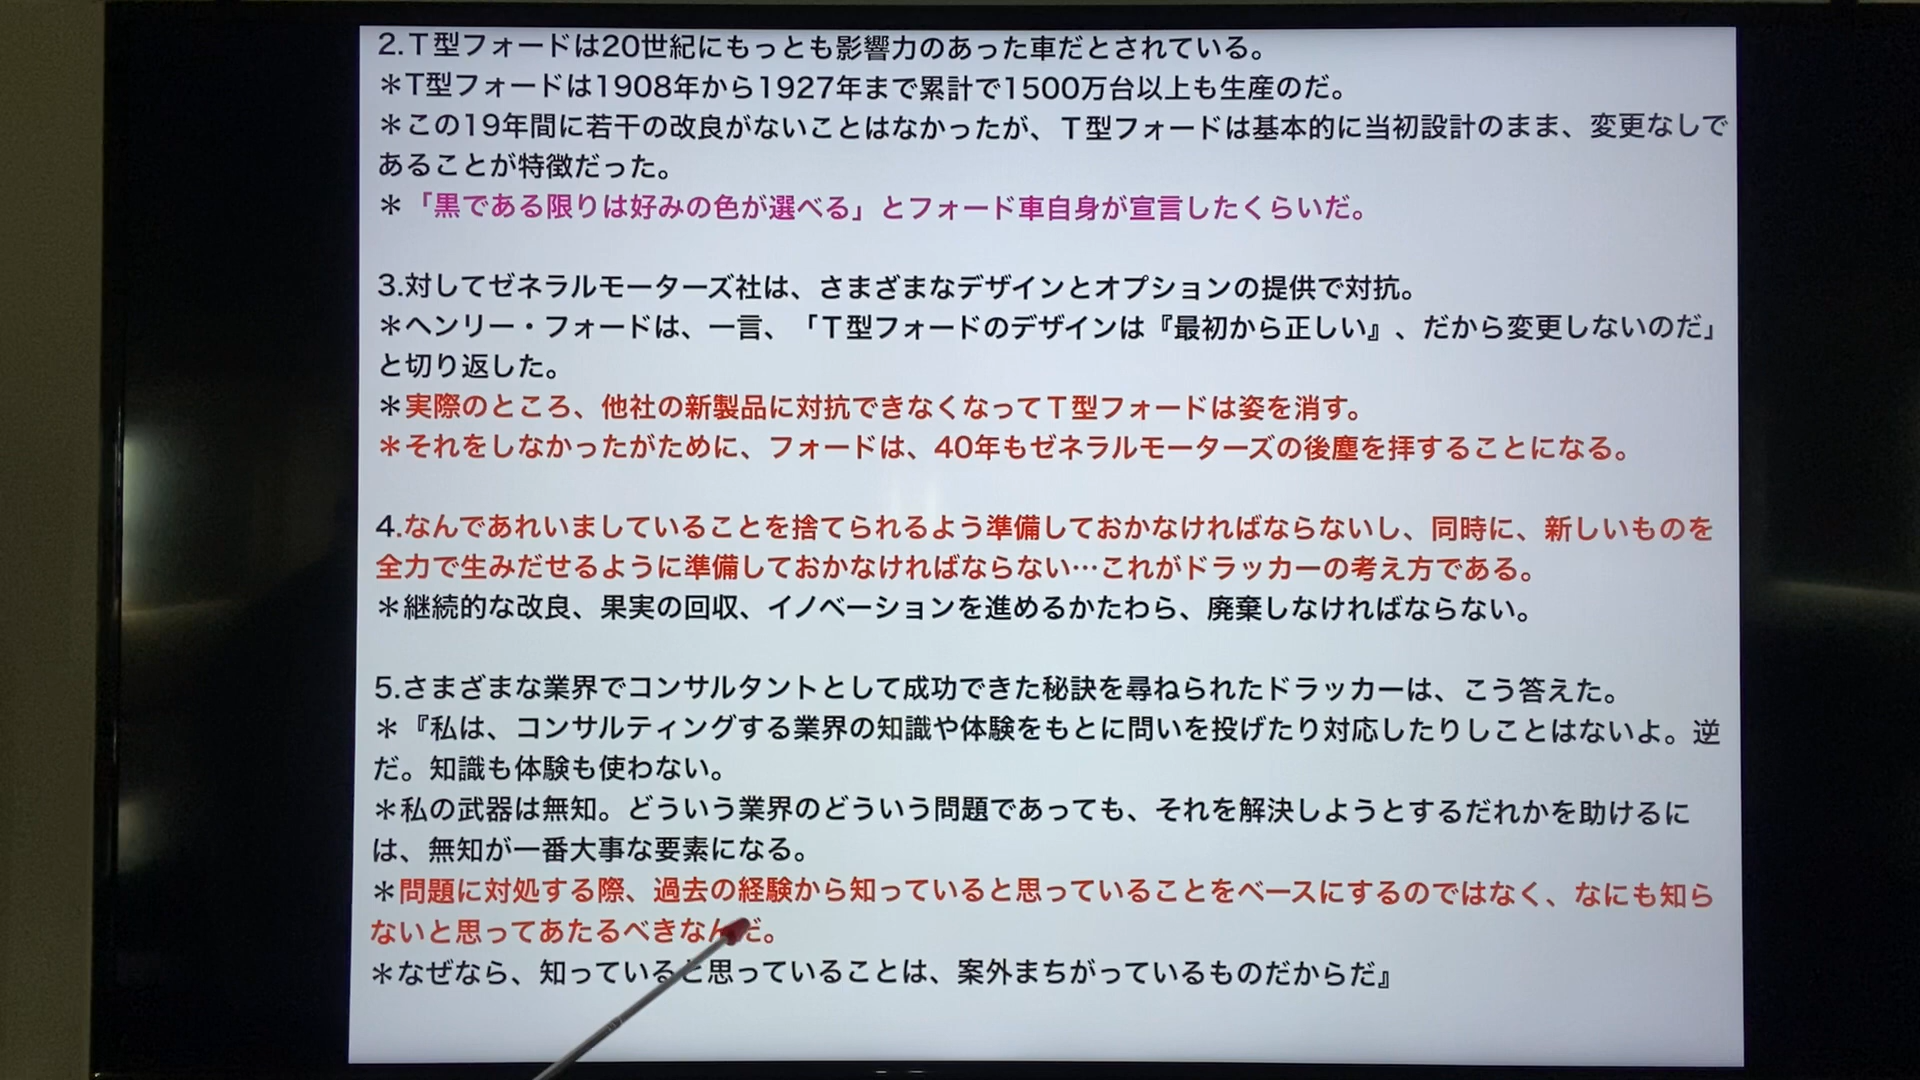 2.Ｔ型フォードは20世紀にもっとも影響力のあった車だとされている。
＊T型フォードは1908年から1927年まで累計で1500万台以上も生産のだ。
＊この19年間に若干の改良がないことはなかったが、Ｔ型フォードは基本的に当初設計のまま、変更なしで
あることが特徴だった。
＊「黒である限りは好みの色が選べる」とフォード車自身が宣言したくらいだ。
3.対してゼネラルモーターズ社は、さまざまなデザインとオプションの提供で対抗。
＊ヘンリー・フォードは、一言、「Ｔ型フォードのデザインは『最初から正しい』、だから変更しないのだ」
と切り返した。
＊実際のところ、他社の新製品に対抗できなくなってＴ型フォードは姿を消す。
＊それをしなかったがために、フォードは、40年もゼネラルモーターズの後塵を拝することになる。
4.なんであれいましていることを捨てられるよう準備しておかなければならないし、同時に、新しいものを
全力で生みだせるように準備しておかなければならない…これがドラッカーの考え方である。
＊継続的な改良、果実の回収、イノベーションを進めるかたわら、廃棄しなければならない。
5.さまざまな業界でコンサルタントとして成功できた秘訣を尋ねられたドラッカーは、こう答えた。
＊『私は、コンサルティングする業界の知識や体験をもとに問いを投げたり対応したりしことはないよ。逆
だ。知識も体験も使わない。
＊私の武器は無知。どういう業界のどういう問題であっても、それを解決しようとするだれかを助けるに
は、無知が一番大事な要素になる。
＊問題に対処する際、過去の経験から知っていると思っていることをベースにするのではなく、なにも知ら
ないと思ってあたるべきなんだ。
＊なぜなら、知っていると思っていることは、案外まちがっているものだからだ』